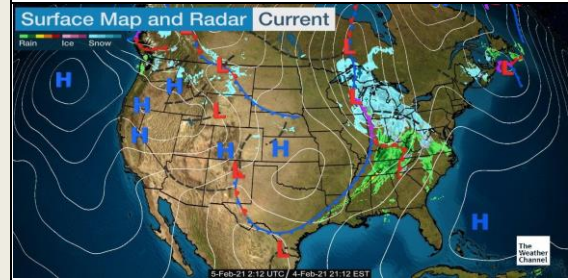 Surface Map and Radar Current
Rain Ice Snow
H
L
H
H
L
L
L
H
H
H
L
L
H
The
Weather
Channel
5-Feb-21 2:12 UTC / 4-Feb-21 21:12 EST